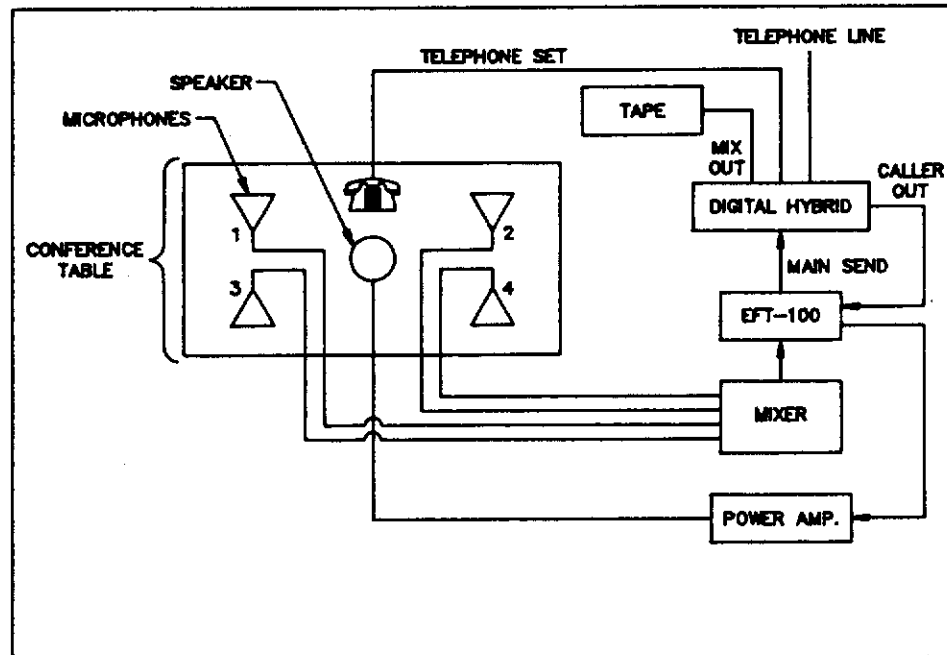 TELEPHONE LINE
TELEPHONE SET
SPEAKER
TAPE
MICROPHONES
MIX
OUT
CALLER
OUT
DIGITAL HYBRID
1
2
CONFERENCE
TABLE
MAIN SEND
3
4
EFT-100
MIXER
POWER AMP.